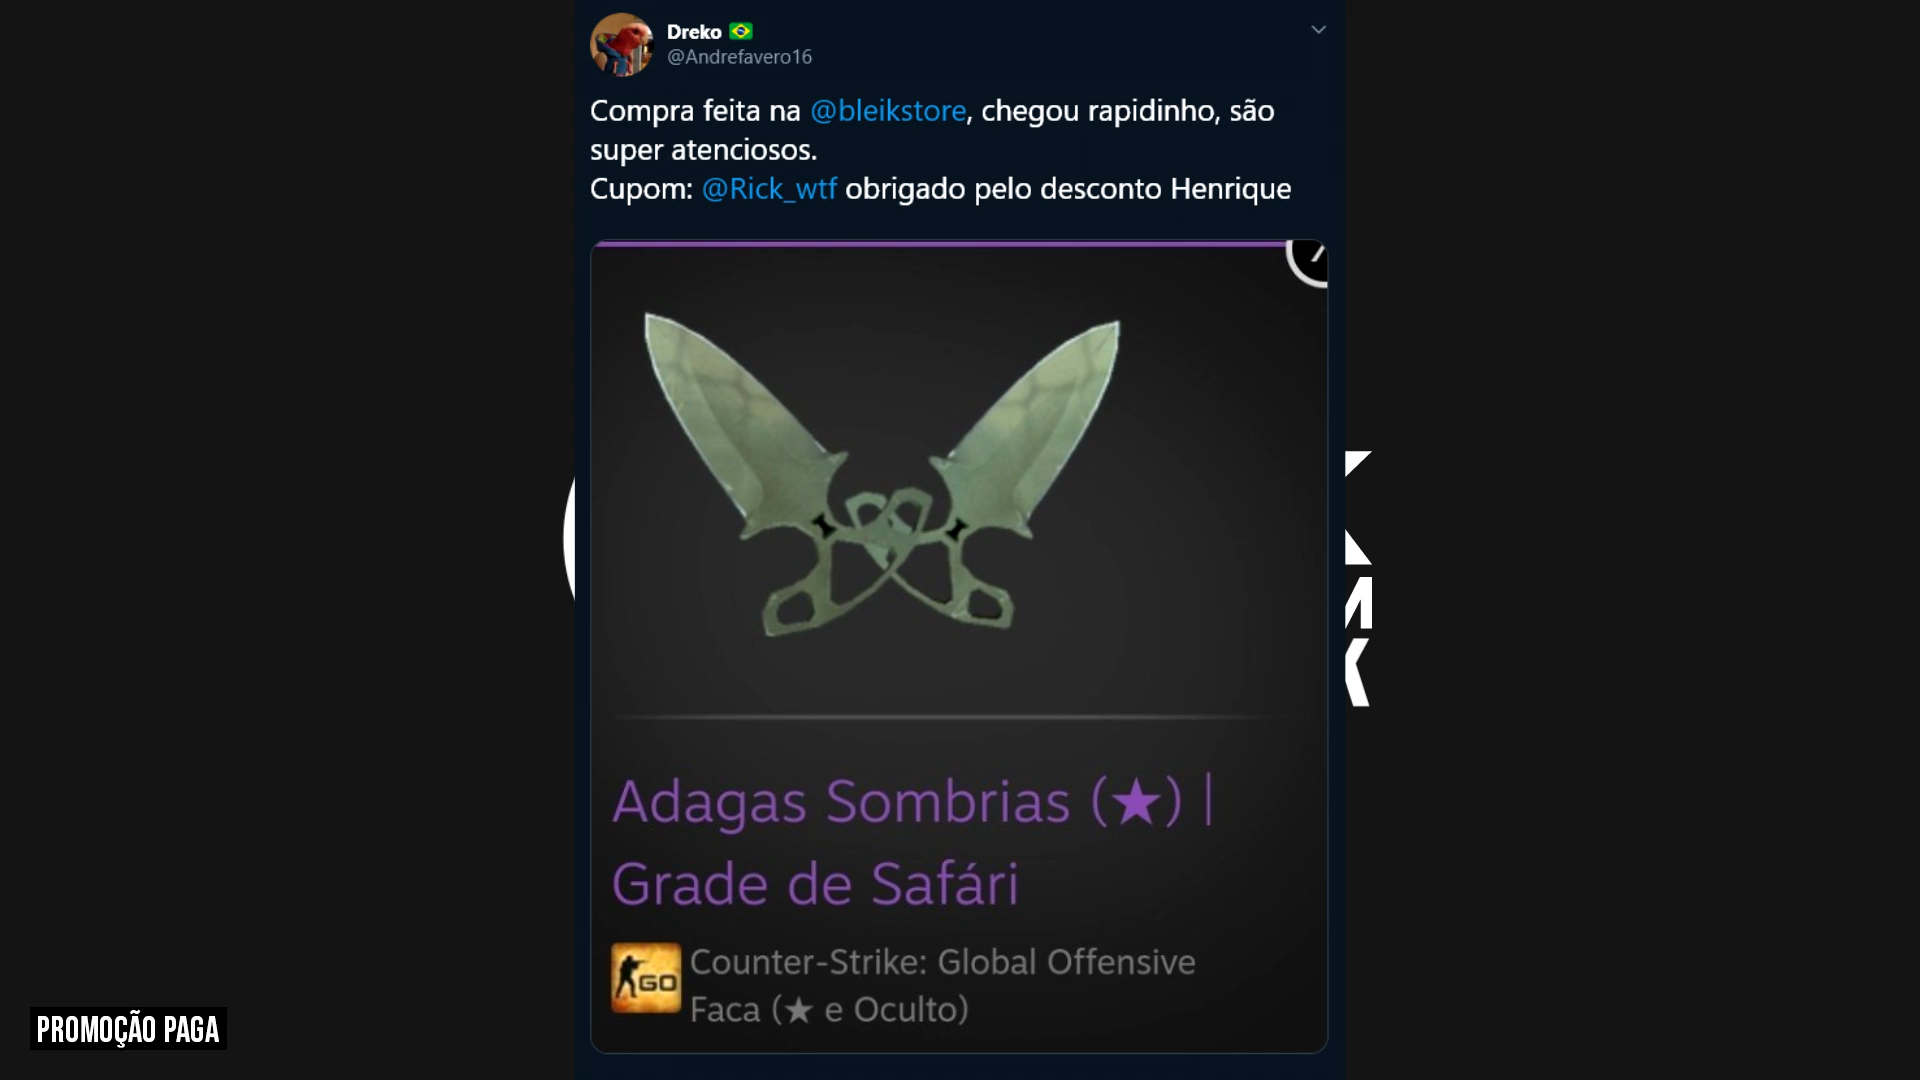 Dreko
@Andrefavero16
Compra feita na @bleikstore, chegou rapidinho, são
super atenciosos.
Cupom: @Rick_wtf obrigado pelo desconto Henrique
Adagas Sombrias (★) |
Grade de Safári
GO
Counter-Strike: Global Offensive
Faca (★ e Oculto)
PROMOÇÃO PAGA